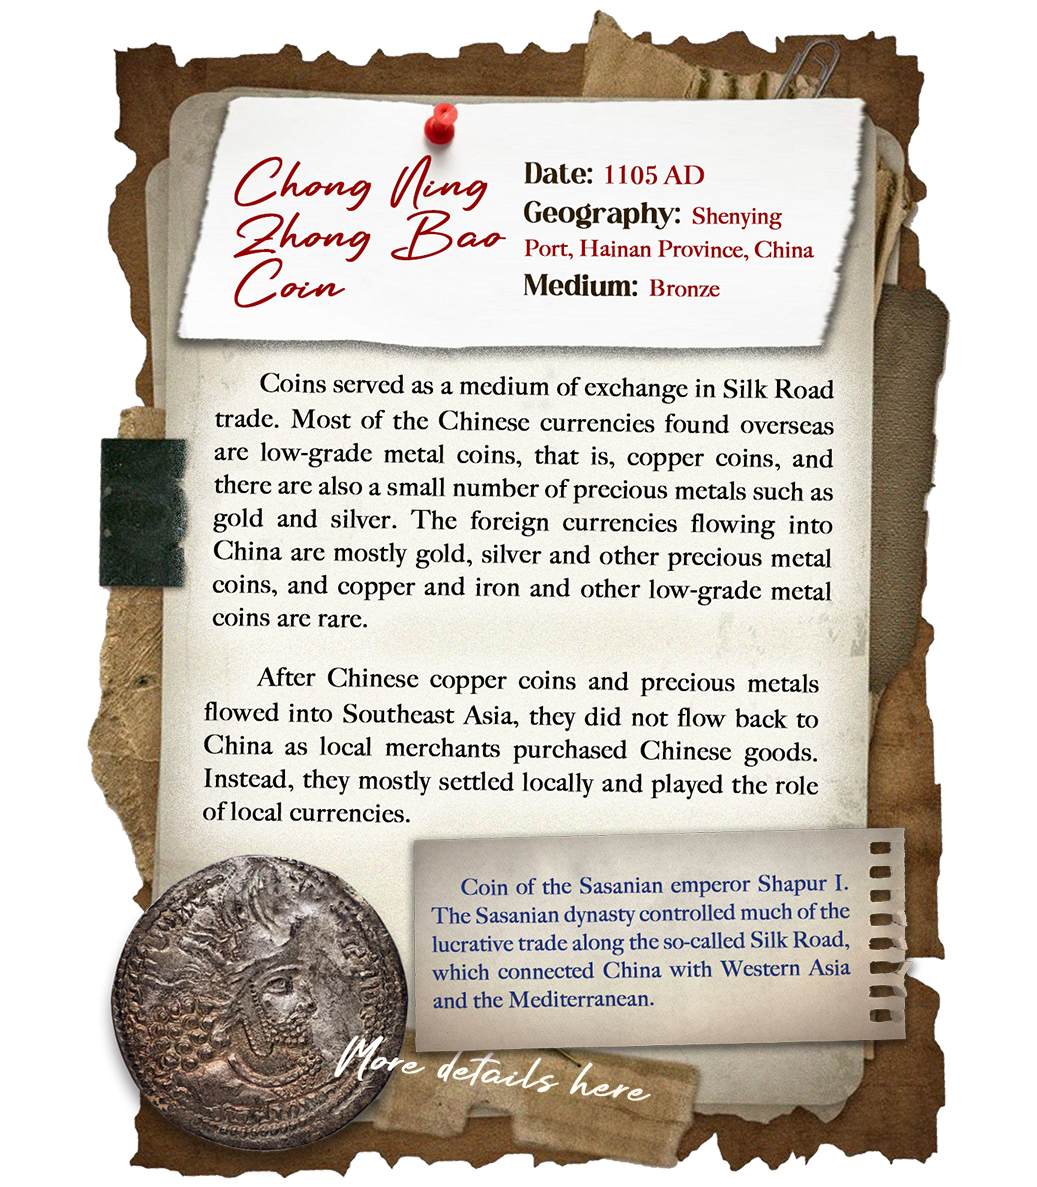 Chong Ning
Zhong Bao
Coin
Date: 1105 AD
Geography: Shenying
Port, Hainan Province, China
Medium: Bronze
Coins served as a medium of exchange in Silk Road
trade. Most of the Chinese currencies found overseas
are low-grade metal coins, that is, copper coins, and
there are also a small number of precious metals such as
gold and silver. The foreign currencies flowing into
China are mostly gold, silver and other precious metal
coins, and copper and iron and other low-grade metal
coins are rare.
After Chinese copper coins and precious metals
flowed into Southeast Asia, they did not flow back to
China as local merchants purchased Chinese goods.
Instead, they mostly settled locally and played the role
of local currencies.
Coin of the Sasanian emperor Shapur I.
The Sasanian dynasty controlled much of the
lucrative trade along the so-called Silk Road,
which connected China with Western Asia
and the Mediterranean.
More details here